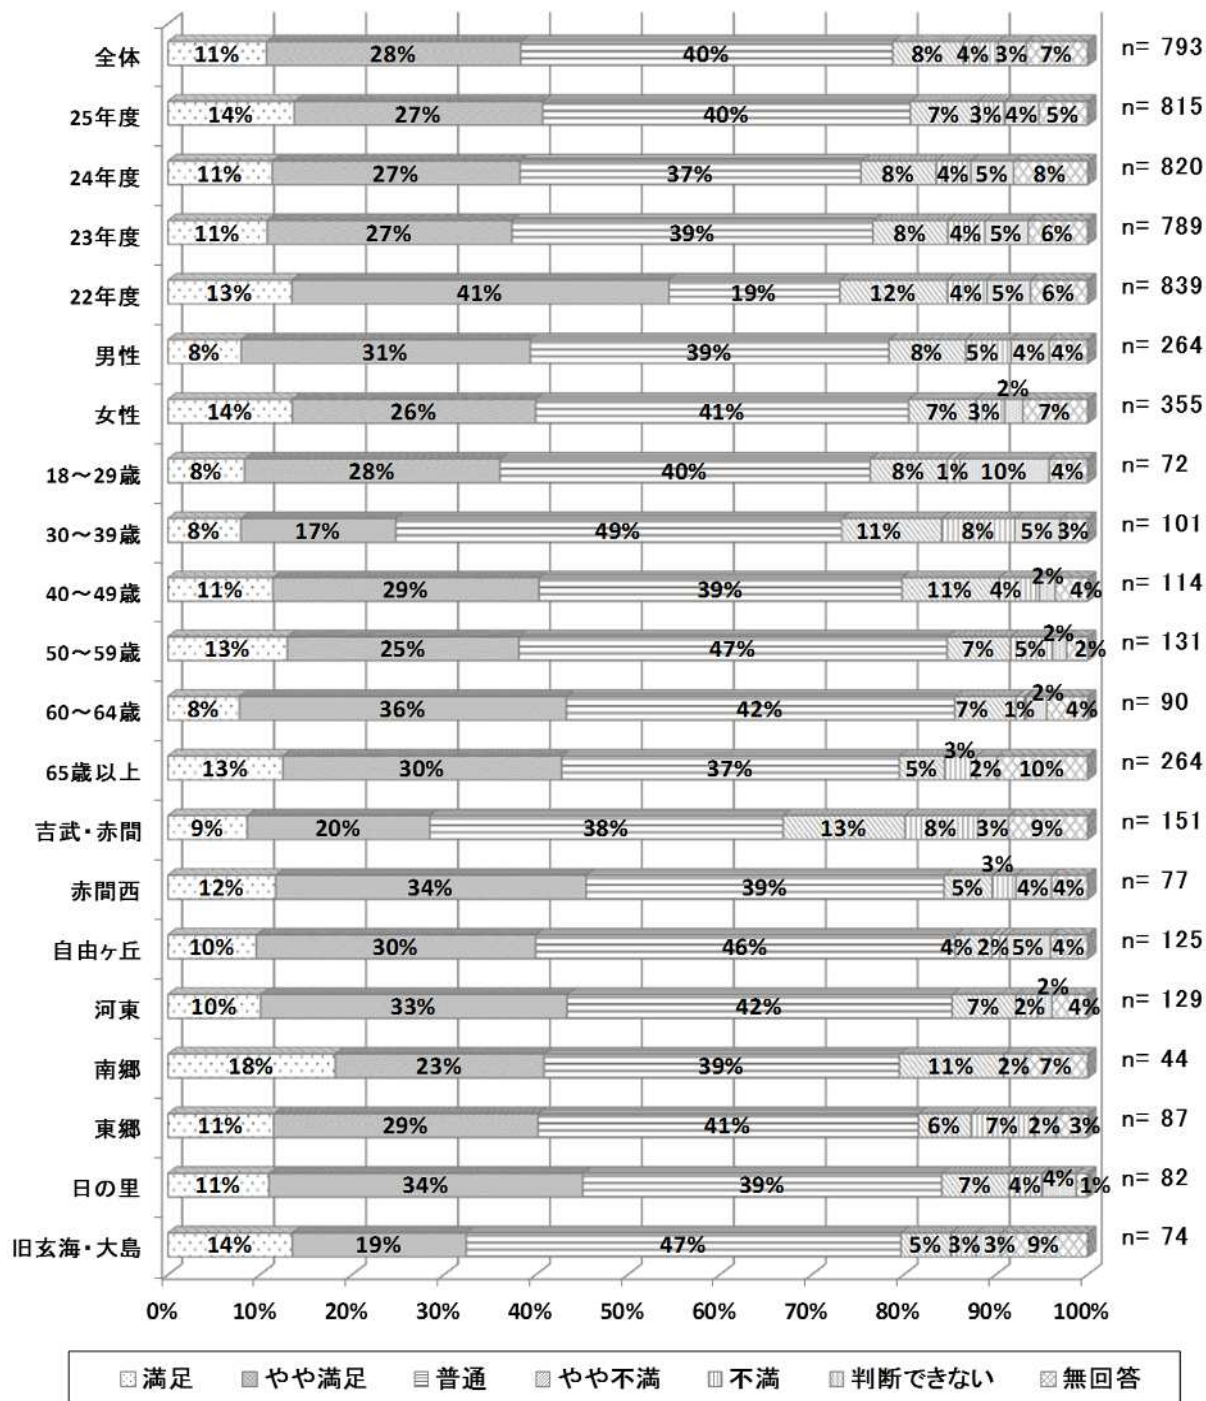 全体 11% 28% 40% 8% 4% 3% 7% n= 793
25年度 14% 27% 40% 7% 3% 4% 5% n= 815
24年度 11% 27% 37% 8% 4% 5% 8% n= 820
23年度 11% 27% 39% 8% 4% 5% 6% n= 789
22年度 13% 41% 19% 12% 4% 5% 6% n= 839
男性 8% 31% 39% 8% 5% 4% 4% n= 264
女性 14% 26% 41% 7% 3% 2% 7% n= 355
18～29歳 8% 28% 40% 8% 1% 10% 4% n= 72
30～39歳 8% 17% 49% 11% 8% 5% 3% n= 101
40～49歳 11% 29% 39% 11% 4% 2% 4% n= 114
50～59歳 13% 25% 47% 7% 5% 2% 2% n= 131
60～64歳 8% 36% 42% 7% 1% 2% 4% n= 90
65歳以上 13% 30% 37% 5% 3% 2% 10% n= 264
吉武・赤間 9% 20% 38% 13% 8% 3% 9% n= 151
赤間西 12% 34% 39% 5% 3% 4% 4% n= 77
自由ヶ丘 10% 30% 46% 4% 2% 5% 4% n= 125
河東 10% 33% 42% 7% 2% 2% 4% n= 129
南郷 18% 23% 39% 11% 2% 7% n= 44
東郷 11% 29% 41% 6% 7% 2% 3% n= 87
日の里 11% 34% 39% 7% 4% 4% 1% n= 82
旧玄海・大島 14% 19% 47% 5% 3% 3% 9% n= 74
0% 10% 20% 30% 40% 50% 60% 70% 80% 90% 100%
満足 やや満足 普通 やや不満 不満 判断できない 無回答